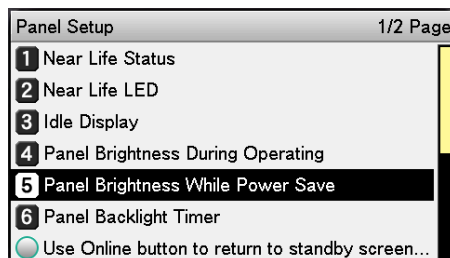 Panel Setup 1/2 Page
1 Near Life Status
2 Near Life LED
3 Idle Display
4 Panel Brightness During Operating
5 Panel Brightness While Power Save
6 Panel Backlight Timer
Use Online button to return to standby screen...